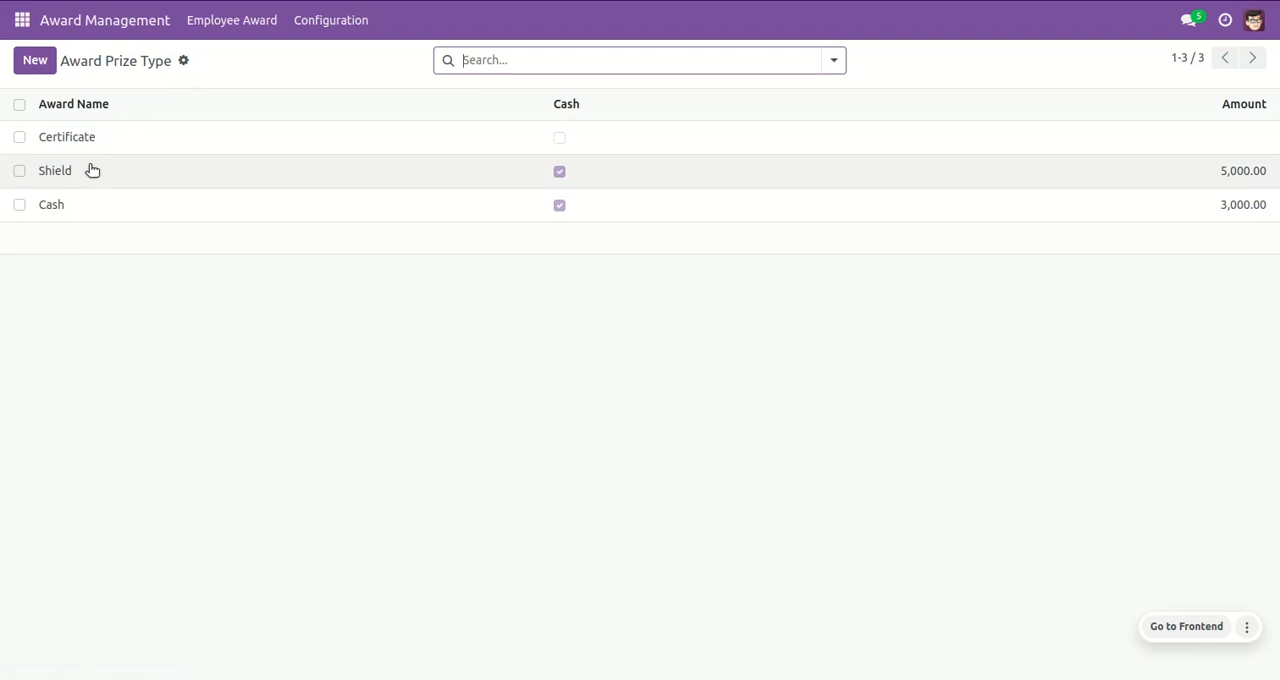 Award Management Employee Award Configuration 5
New Award Prize Type Search... 1-3 / 3
Award Name Cash Amount
Certificate
Shield 5,000.00
Cash 3,000.00
Go to Frontend